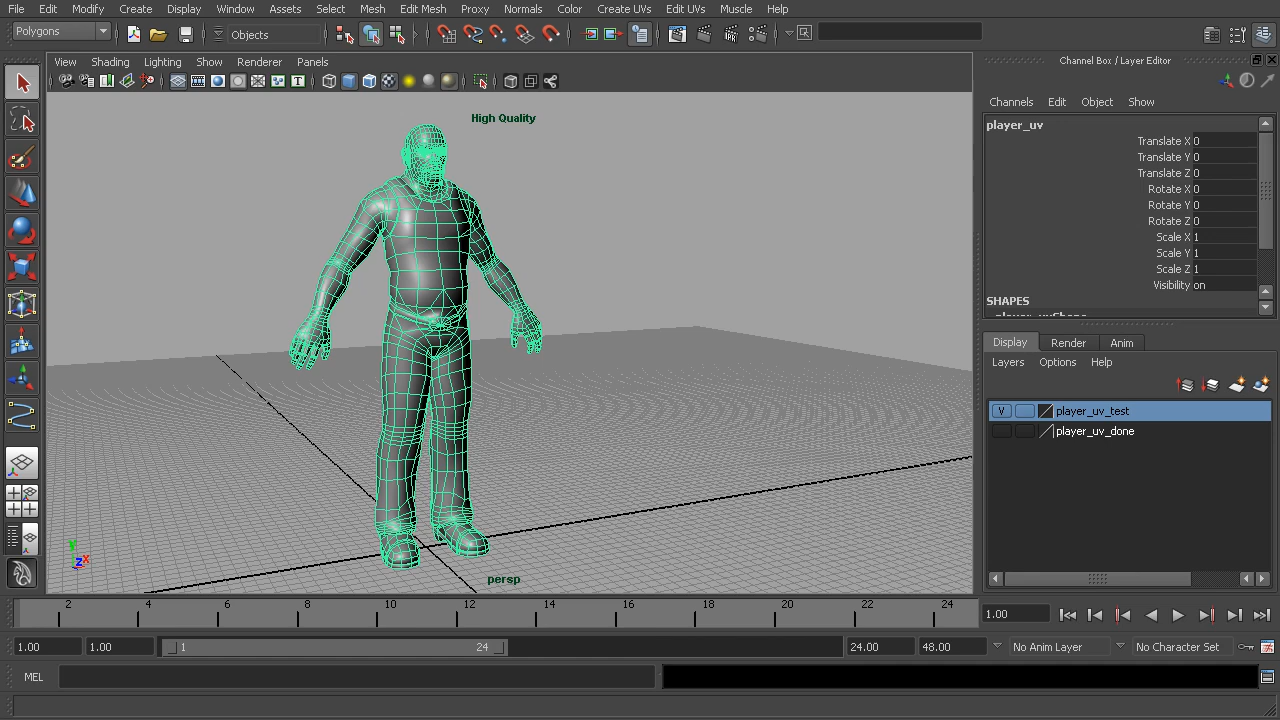 File Edit Modify Create Display Window Assets Select Mesh Edit Mesh Proxy Normals Color Create UVs Edit UVs Muscle Help
Polygons Objects
Channel Box / Layer Editor
View Shading Lighting Show Renderer Panels
Channels Edit Object Show
High Quality
player_uv
Translate X 0
Translate Y 0
Translate Z 0
Rotate X 0
Rotate Y 0
Rotate Z 0
Scale X 1
Scale Y 1
Scale Z 1
Visibility on
SHAPES
player_uvShape
Display Render Anim
Layers Options Help
V player_uv_test
player_uv_done
Y Z X
persp
2 4 6 8 10 12 14 16 18 20 22 24
1.00
1.00 1.00 1 24 24.00 48.00 No Anim Layer No Character Set
MEL